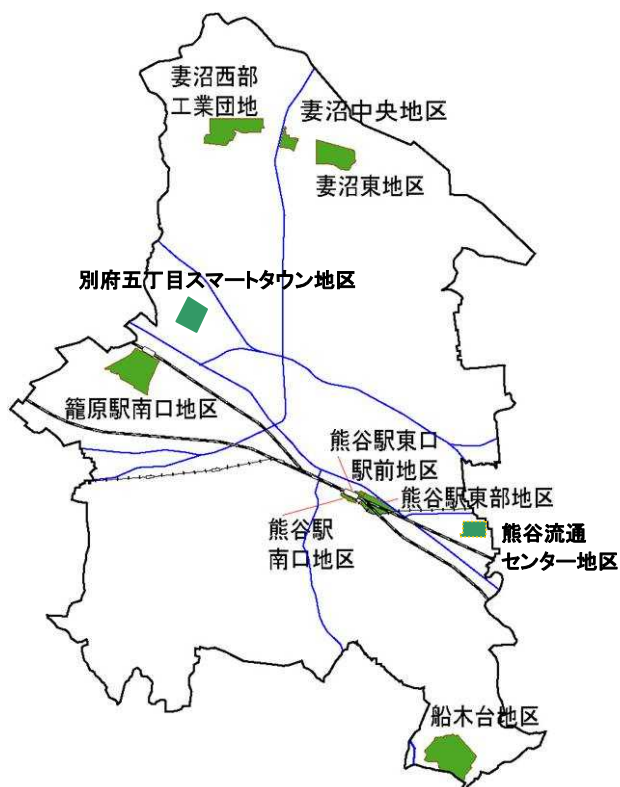 妻沼西部
工業団地
妻沼中央地区
妻沼東地区
別府五丁目スマートタウン地区
籠原駅南口地区
熊谷駅東口
駅前地区
熊谷駅東部地区
熊谷駅
南口地区
熊谷流通
センター地区
船木台地区